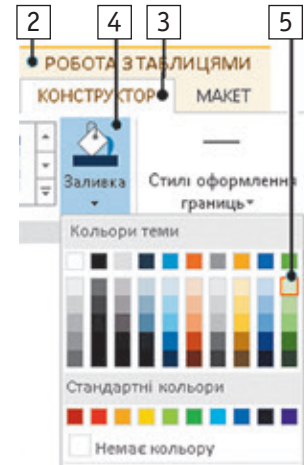 2 4 3 5
РОБОТА З ТАБЛИЦЯМИ
КОНСТРУКТОР МАКЕТ
Заливка
Стилі оформлення
границь
Кольори теми
Стандартні кольори
Немає кольору